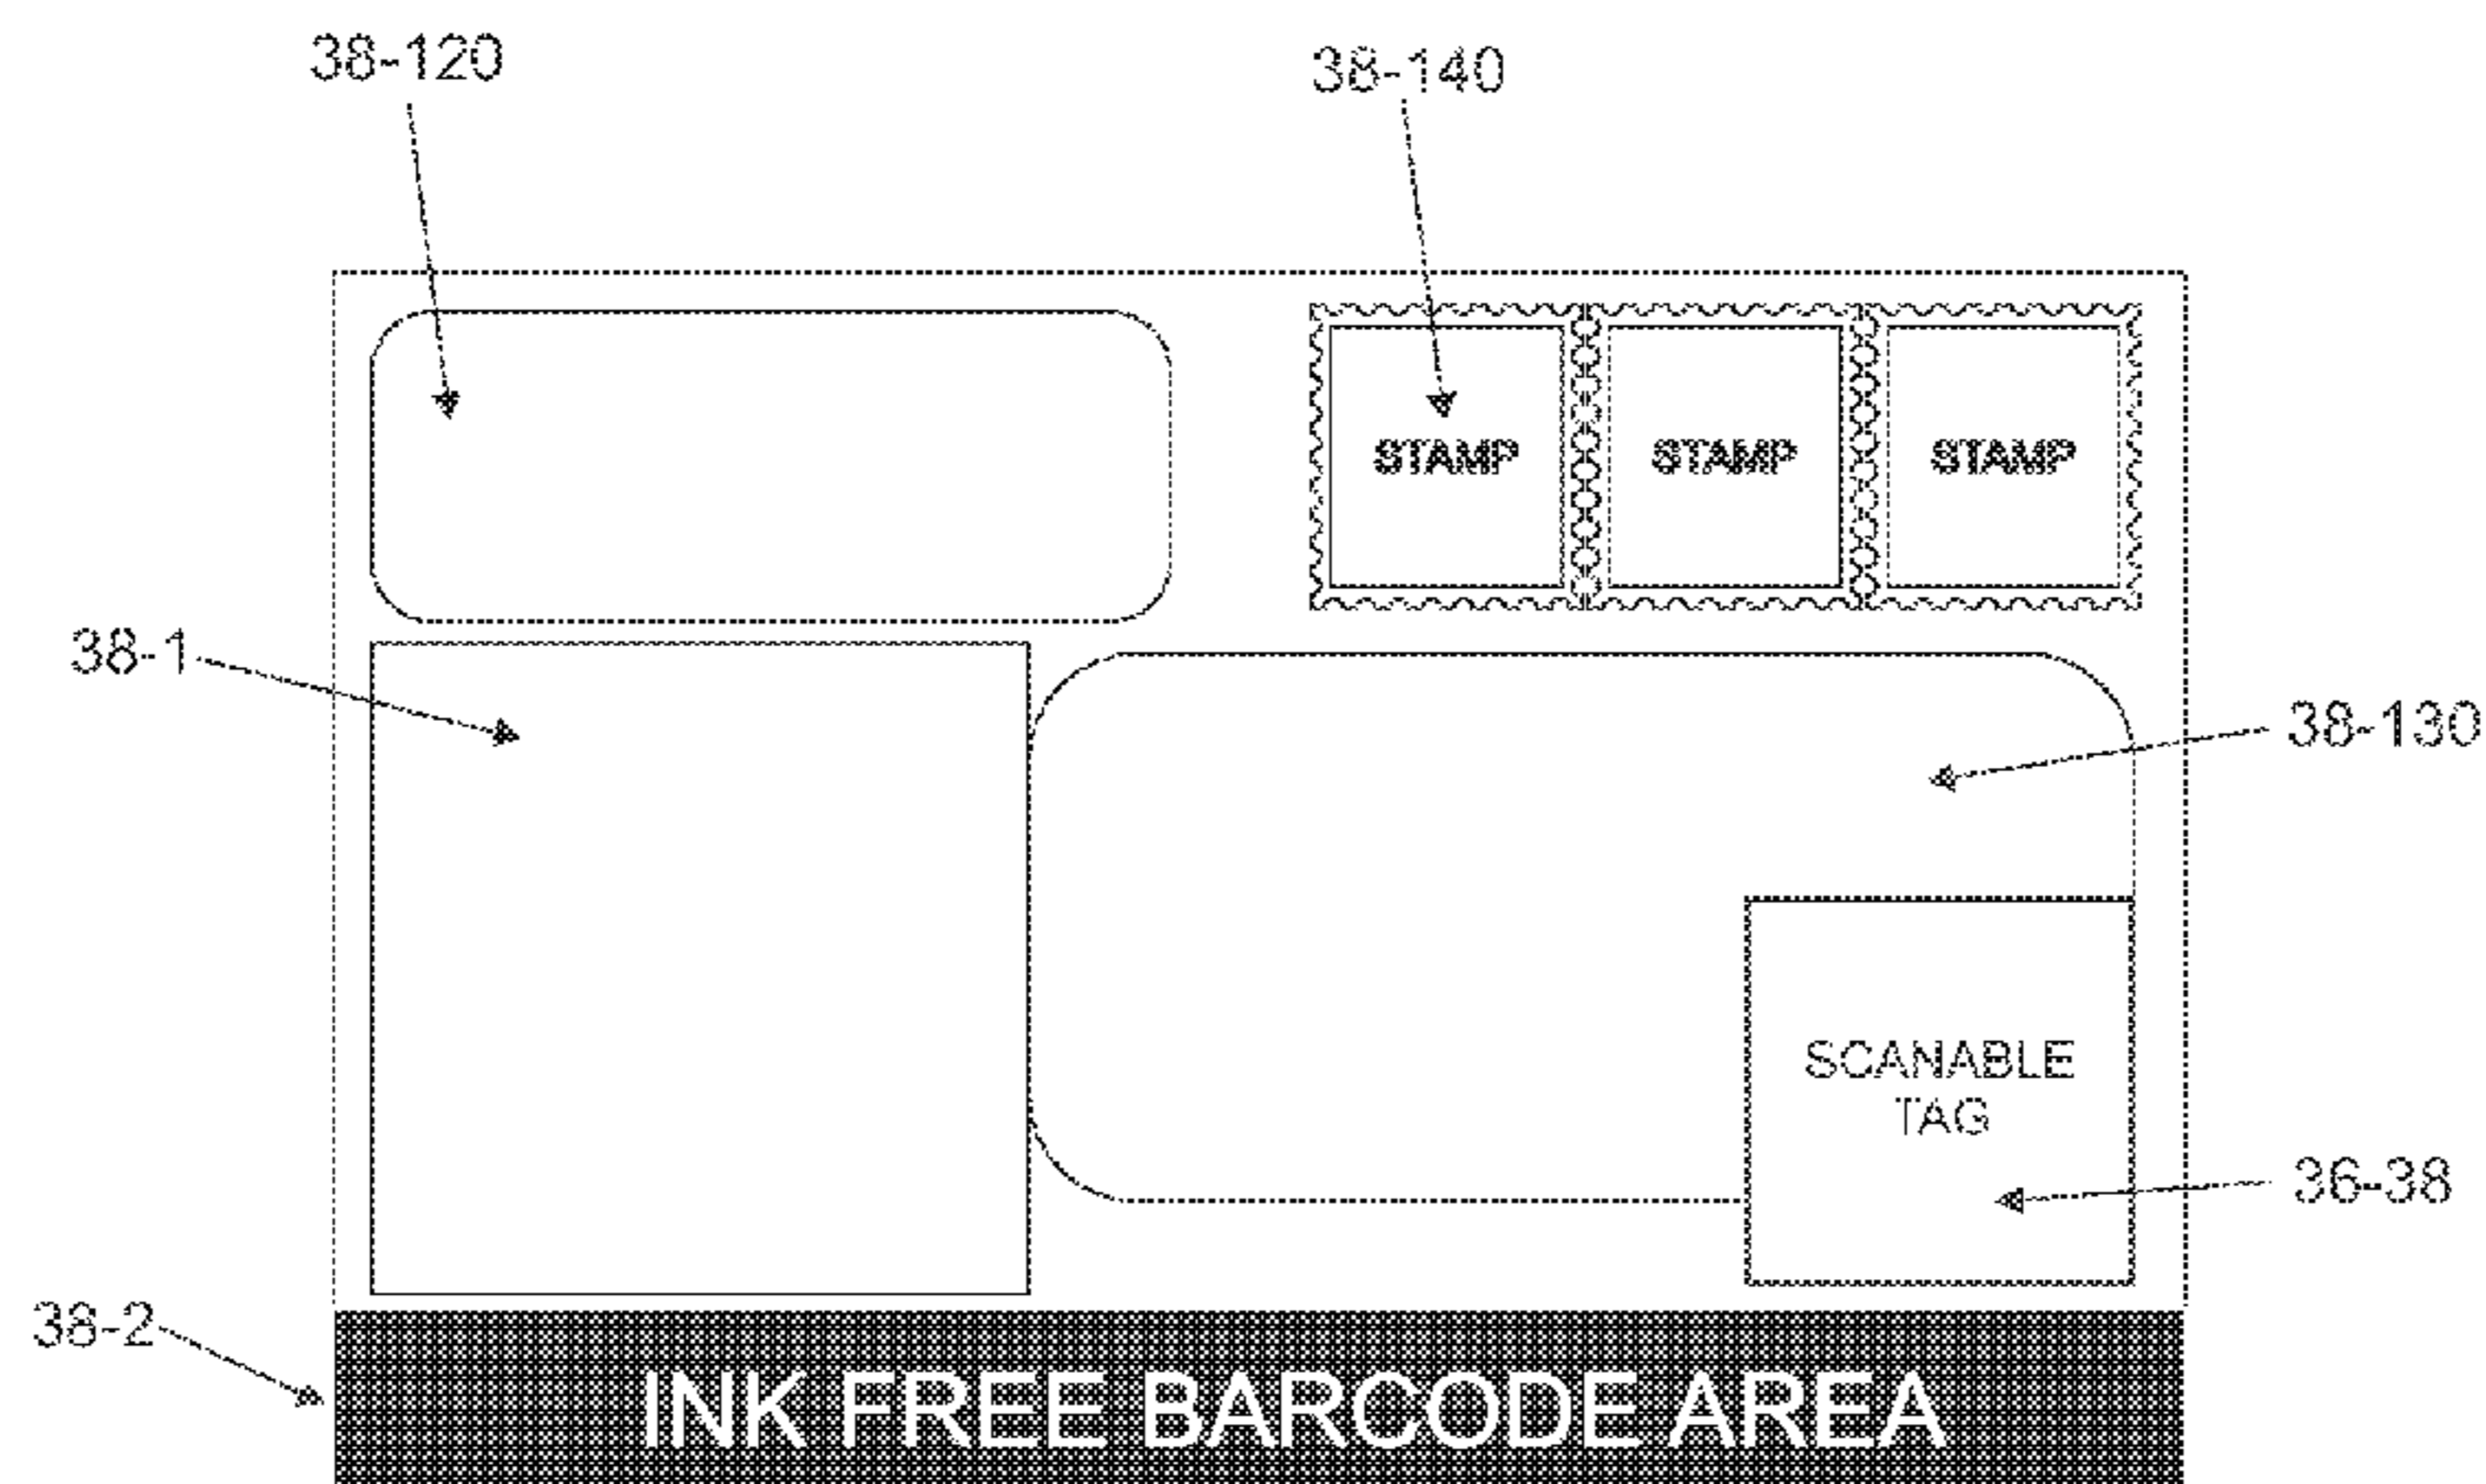 38-120
38-140
STAMP STAMP STAMP
38-1
38-130
SCANABLE
TAG
36-38
38-2
INK FREE BARCODE AREA